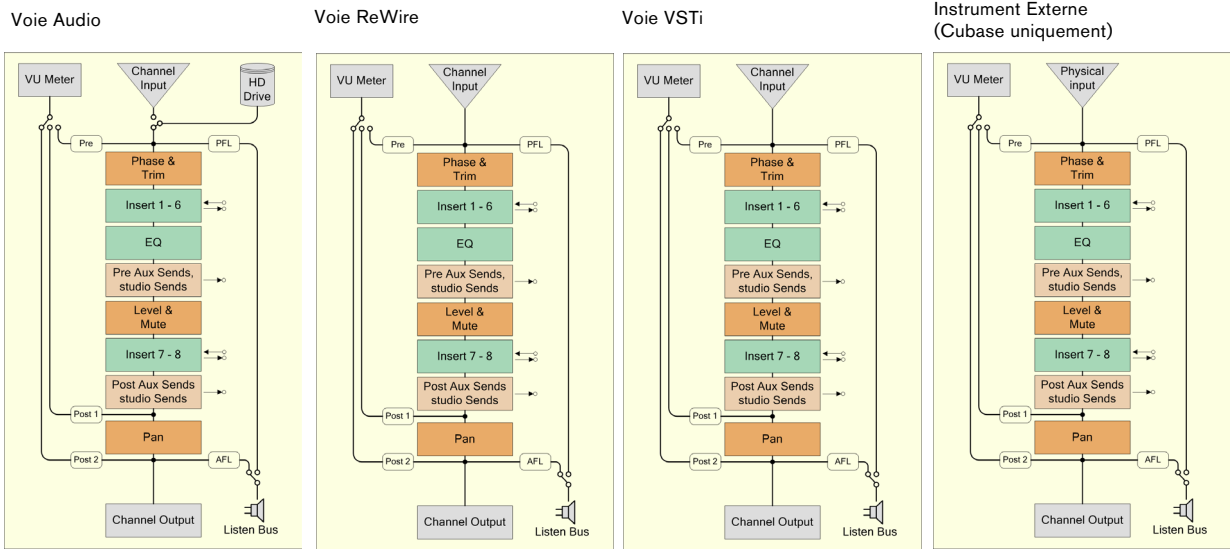 Voie Audio
VU Meter
Channel
Input
HD
Drive
Pre
PFL
Phase &
Trim
Insert 1 - 6
EQ
Pre Aux Sends,
studio Sends
Level &
Mute
Insert 7 - 8
Post Aux Sends
studio Sends
Post 1
Pan
Post 2
AFL
Channel Output
Listen Bus
Voie ReWire
VU Meter
Channel
Input
Pre
PFL
Phase &
Trim
Insert 1 - 6
EQ
Pre Aux Sends,
studio Sends
Level &
Mute
Insert 7 - 8
Post Aux Sends
studio Sends
Post 1
Pan
Post 2
AFL
Channel Output
Listen Bus
Voie VSTi
VU Meter
Channel
Input
Pre
PFL
Phase &
Trim
Insert 1 - 6
EQ
Pre Aux Sends,
studio Sends
Level &
Mute
Insert 7 - 8
Post Aux Sends
studio Sends
Post 1
Pan
Post 2
AFL
Channel Output
Listen Bus
Instrument Externe
(Cubase uniquement)
VU Meter
Physical
input
Pre
PFL
Phase &
Trim
Insert 1 - 6
EQ
Pre Aux Sends,
studio Sends
Level &
Mute
Insert 7 - 8
Post Aux Sends
studio Sends
Post 1
Pan
Post 2
AFL
Channel Output
Listen Bus